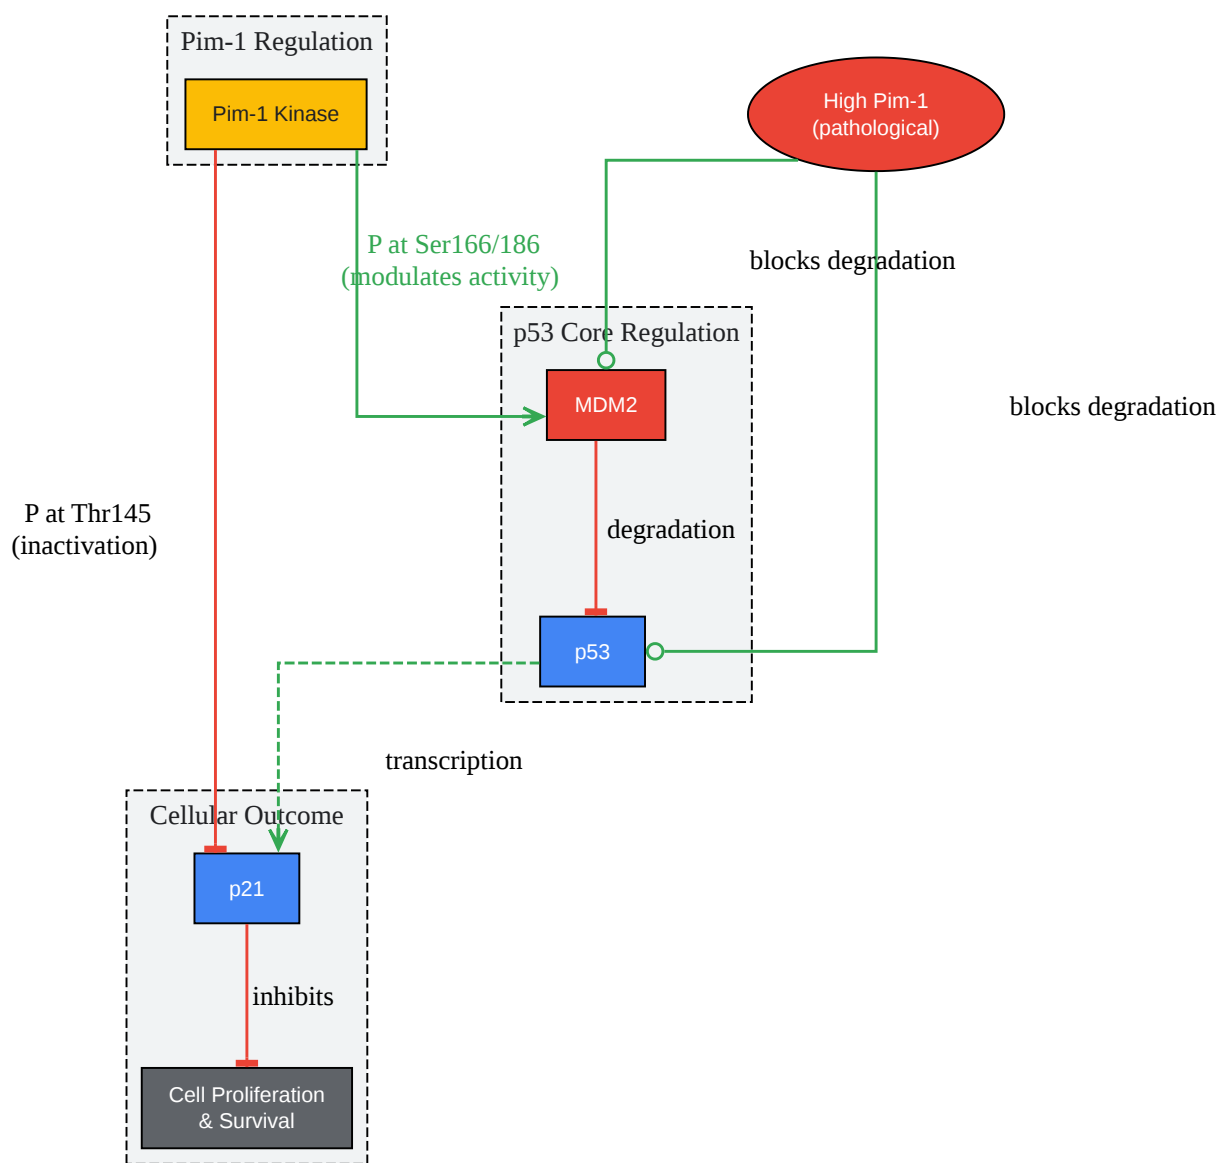 Pim-1 Regulation
Pim-1 Kinase
High Pim-1
(pathological)
P at Ser166/186
(modulates activity)
blocks degradation
p53 Core Regulation
MDM2
blocks degradation
P at Thr145
(inactivation)
degradation
p53
transcription
Cellular Outcome
p21
inhibits
Cell Proliferation
& Survival